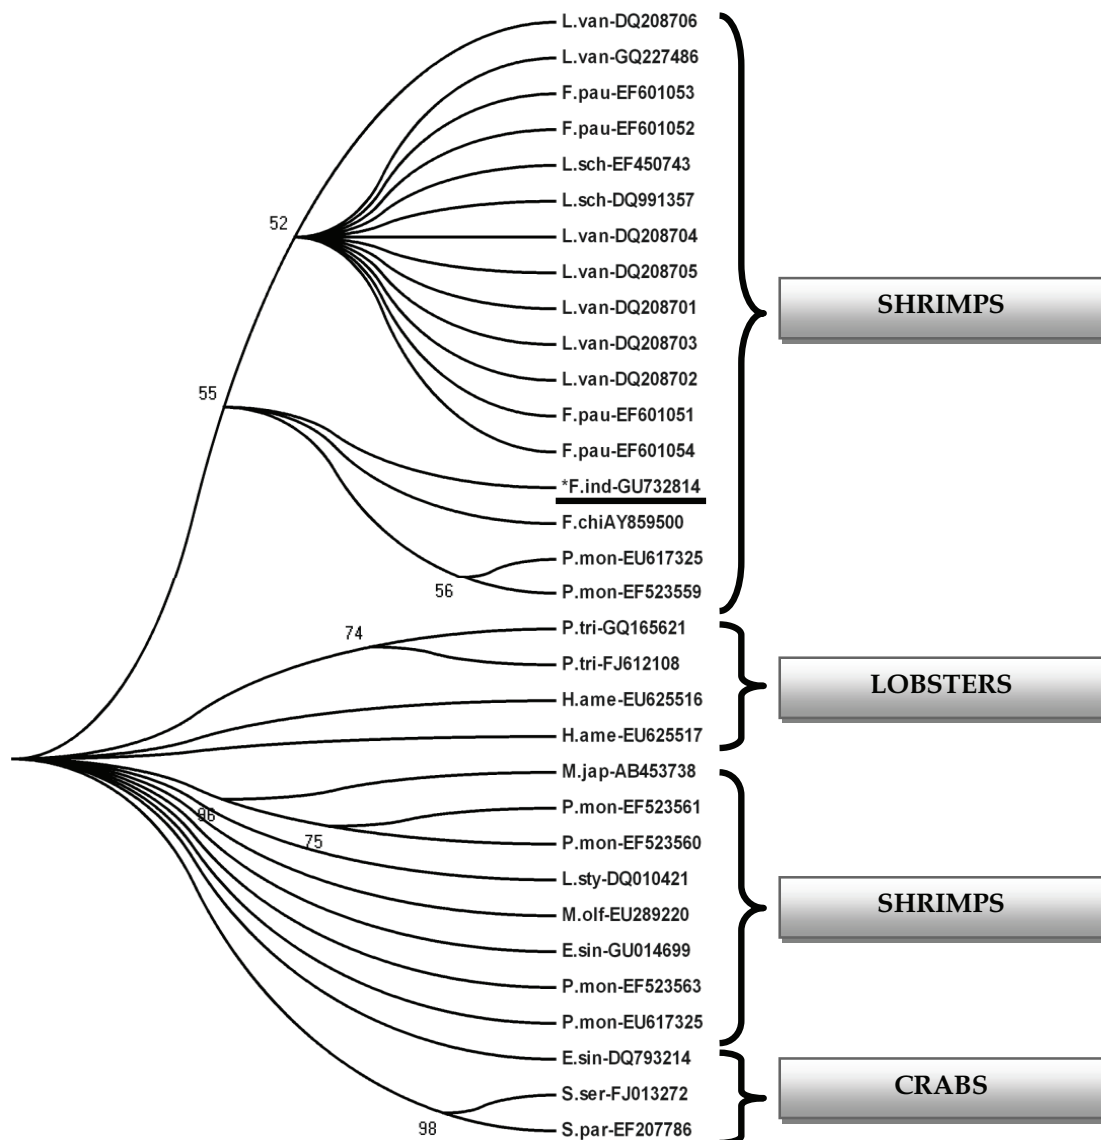 L.van-DQ208706
L.van-GQ227486
F.pau-EF601053
F.pau-EF601052
L.sch-EF450743
L.sch-DQ991357
52
L.van-DQ208704
L.van-DQ208705
L.van-DQ208701
SHRIMPS
L.van-DQ208703
L.van-DQ208702
55
F.pau-EF601051
F.pau-EF601054
*F.ind-GU732814
F.chiAY859500
P.mon-EU617325
56
P.mon-EF523559
P.tri-GQ165621
74
P.tri-FJ612108
LOBSTERS
H.ame-EU625516
H.ame-EU625517
M.jap-AB453738
P.mon-EF523561
96
P.mon-EF523560
75
L.sty-DQ010421
SHRIMPS
M.olf-EU289220
E.sin-GU014699
P.mon-EF523563
P.mon-EU617325
E.sin-DQ793214
CRABS
S.ser-FJ013272
S.par-EF207786
98